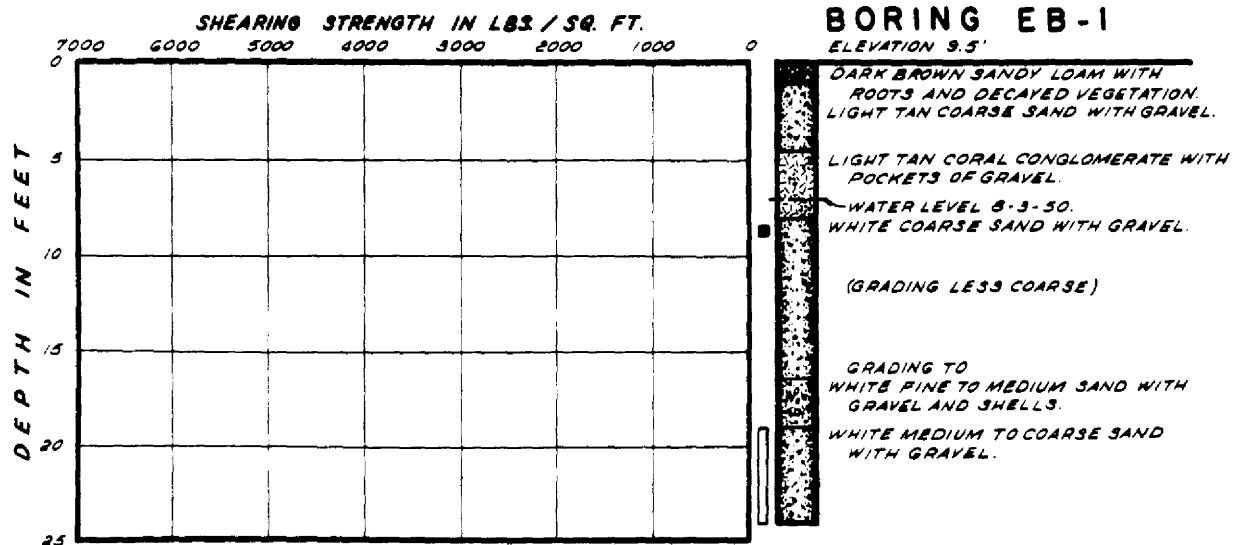 SHEARING STRENGTH IN LBS. / SQ. FT.
BORING EB-1
7000 6000 5000 4000 3000 2000 1000 0
ELEVATION 9.5'
0
DARK BROWN SANDY LOAM WITH
ROOTS AND DECAYED VEGETATION.
LIGHT TAN COARSE SAND WITH GRAVEL.
5
LIGHT TAN CORAL CONGLOMERATE WITH
POCKETS OF GRAVEL.
WATER LEVEL
WHITE COARSE SAND WITH GRAVEL.
10
(GRADING LESS COARSE)
15
GRADING TO
WHITE FINE TO MEDIUM SAND WITH
GRAVEL AND SHELLS.
20
WHITE MEDIUM TO COARSE SAND
WITH GRAVEL.
25
DEPTH IN FEET